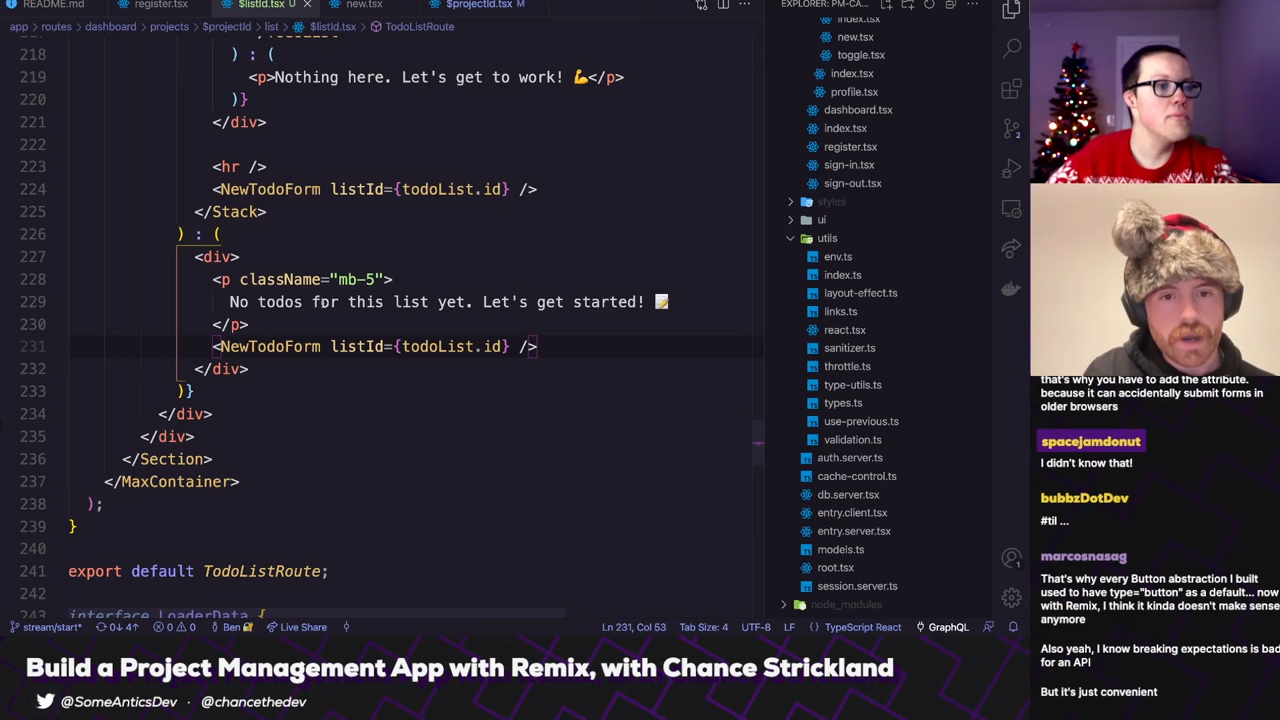 README.md
register.tsx
$listId.tsx U
new.tsx
$projectId.tsx M
EXPLORER: PM-CA...
app > routes > dashboard > projects > $projectId > list > $listId.tsx > TodoListRoute
218 ) : (
219 <p>Nothing here. Let's get to work! 💪</p>
220 )}
221 </div>
222
223 <hr />
224 <NewTodoForm listId={todoList.id} />
225 </Stack>
226 ) : (
227 <div>
228 <p className="mb-5">
229 No todos for this list yet. Let's get started! 📝
230 </p>
231 <NewTodoForm listId={todoList.id} />
232 </div>
233 )}
234 </div>
235 </div>
236 </Section>
237 </MaxContainer>
238 );
239 }
240
241 export default TodoListRoute;
242
243 interface LoaderData {
index.tsx
new.tsx
toggle.tsx
index.tsx
profile.tsx
dashboard.tsx
index.tsx
register.tsx
sign-in.tsx
sign-out.tsx
styles
ui
utils
env.ts
index.ts
layout-effect.ts
links.ts
react.ts
sanitizer.ts
throttle.ts
type-utils.ts
types.ts
use-previous.ts
validation.ts
auth.server.ts
cache-control.ts
db.server.ts
entry.client.tsx
entry.server.tsx
models.ts
root.tsx
session.server.ts
node_modules
2
1
that's why you have to add the attribute.
because it can accidentally submit forms in
older browsers
spacejamdonut
I didn't know that!
bubbzDotDev
#til ...
marcosnasag
That's why every Button abstraction I built
used to have type="button" as a default... now
with Remix, I think it kinda doesn't make sense
anymore
Also yeah, I know breaking expectations is bad
for an API
But it's just convenient
stream/start* 0↓ 4↑ 0 0 Ben Live Share Ln 231, Col 53 Tab Size: 4 UTF-8 LF {} TypeScript React GraphQL
Build a Project Management App with Remix, with Chance Strickland
@SomeAnticsDev · @chancethedev